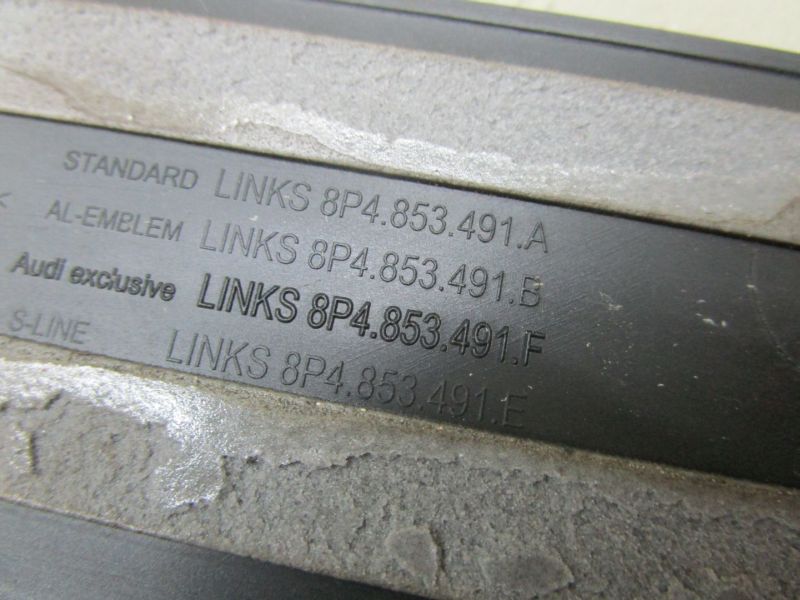 STANDARD LINKS 8P4.853.491.A
< AL-EMBLEM LINKS 8P4.853.491.B
Audi exclusive LINKS 8P4.853.491.F
S-LINE LINKS 8P4.853.491.E